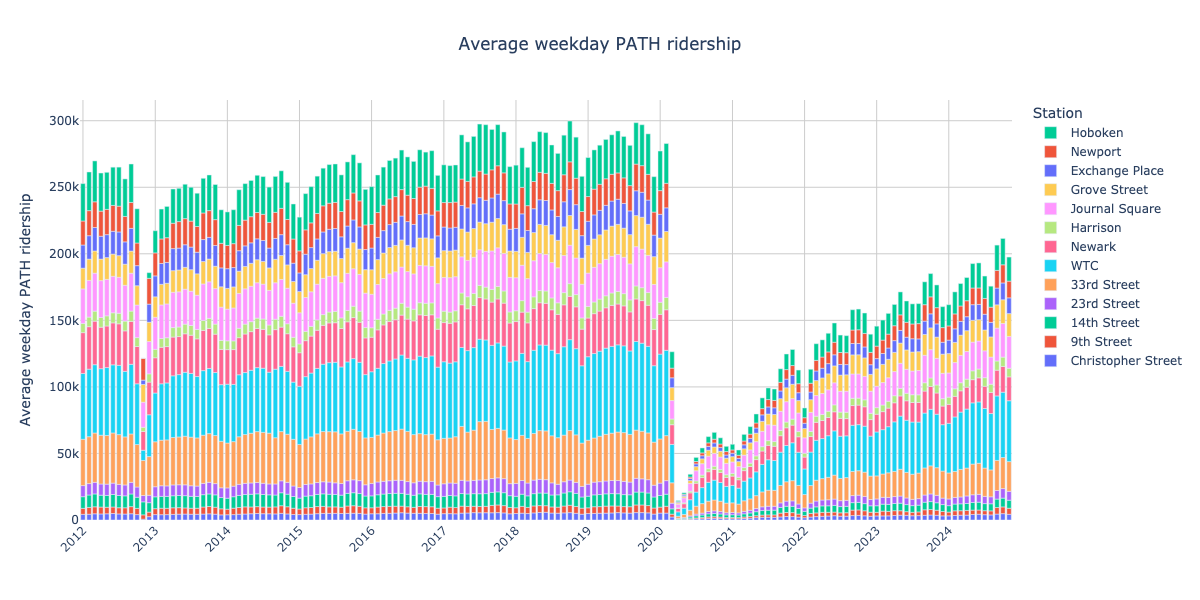 Average weekday PATH ridership
Average weekday PATH ridership
300k
250k
200k
150k
100k
50k
0
2012
2013
2014
2015
2016
2017
2018
2019
2020
2021
2022
2023
2024
Station
Hoboken
Newport
Exchange Place
Grove Street
Journal Square
Harrison
Newark
WTC
33rd Street
23rd Street
14th Street
9th Street
Christopher Street